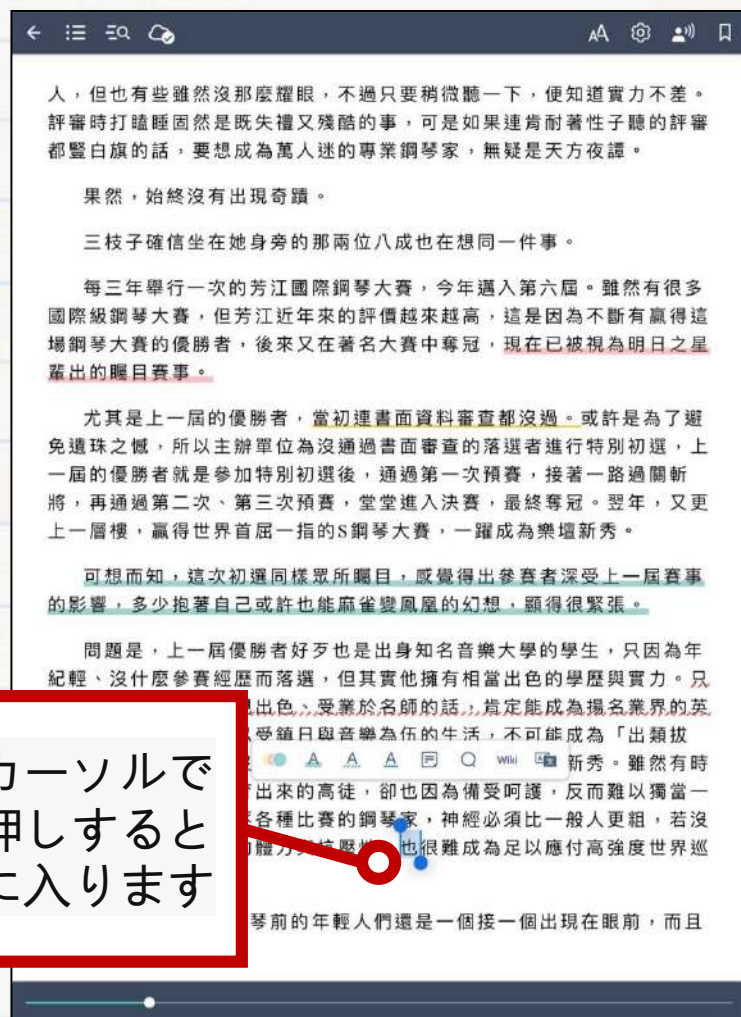 AA
人，但也有些雖然沒那麼耀眼，不過只要稍微聽一下，便知道實力不差。
評審時打瞌睡固然是既失禮又殘酷的事，可是如果連肯耐著性子聽的評審
都豎白旗的話，要想成為萬人迷的專業鋼琴家，無疑是天方夜譚。
果然，始終沒有出現奇蹟。
三枝子確信坐在她身旁的那兩位八成也在想同一件事。
每三年舉行一次的芳江國際鋼琴大賽，今年邁入第六屆。雖然有很多
國際級鋼琴大賽，但芳江近年來的評價越來越高，這是因為不斷有贏得這
場鋼琴大賽的優勝者，後來又在著名大賽中奪冠，現在已被視為明日之星
輩出的矚目賽事。
尤其是上一屆的優勝者，當初連書面資料審查都沒過。或許是為了避
免遺珠之憾，所以主辦單位為沒通過書面審查的落選者進行特別初選，上
一屆的優勝者就是參加特別初選後，通過第一次預賽，接著一路過關斬
將，再通過第二次、第三次預賽，堂堂進入決賽，最終奪冠。翌年，又更
上一層樓，贏得世界首屈一指的S鋼琴大賽，一躍成為樂壇新秀。
可想而知，這次初選同樣眾所矚目，感覺得出參賽者深受上一屆賽事
的影響，多少抱著自己或許也能麻雀變鳳凰的幻想，顯得很緊張。
問題是，上一屆優勝者好歹也是出身知名音樂大學的學生，只因為年
紀輕、沒什麼參賽經歷而落選，但其實他擁有相當出色的學歷與實力。只
出色、受業於名師的話，肯定能成為揚名業界的英
受鎮日與音樂為伍的生活，不可能成為「出類拔
A A A Wiki
新秀。雖然有時
出來的高徒，卻也因為備受呵護，反而難以獨當一
各種比賽的鋼琴家，神經必須比一般人更粗，若沒
體力與抗壓性，也很難成為足以應付高強度世界巡
琴前的年輕人們還是一個接一個出現在眼前，而且
カーソルで
押しすると
に入ります